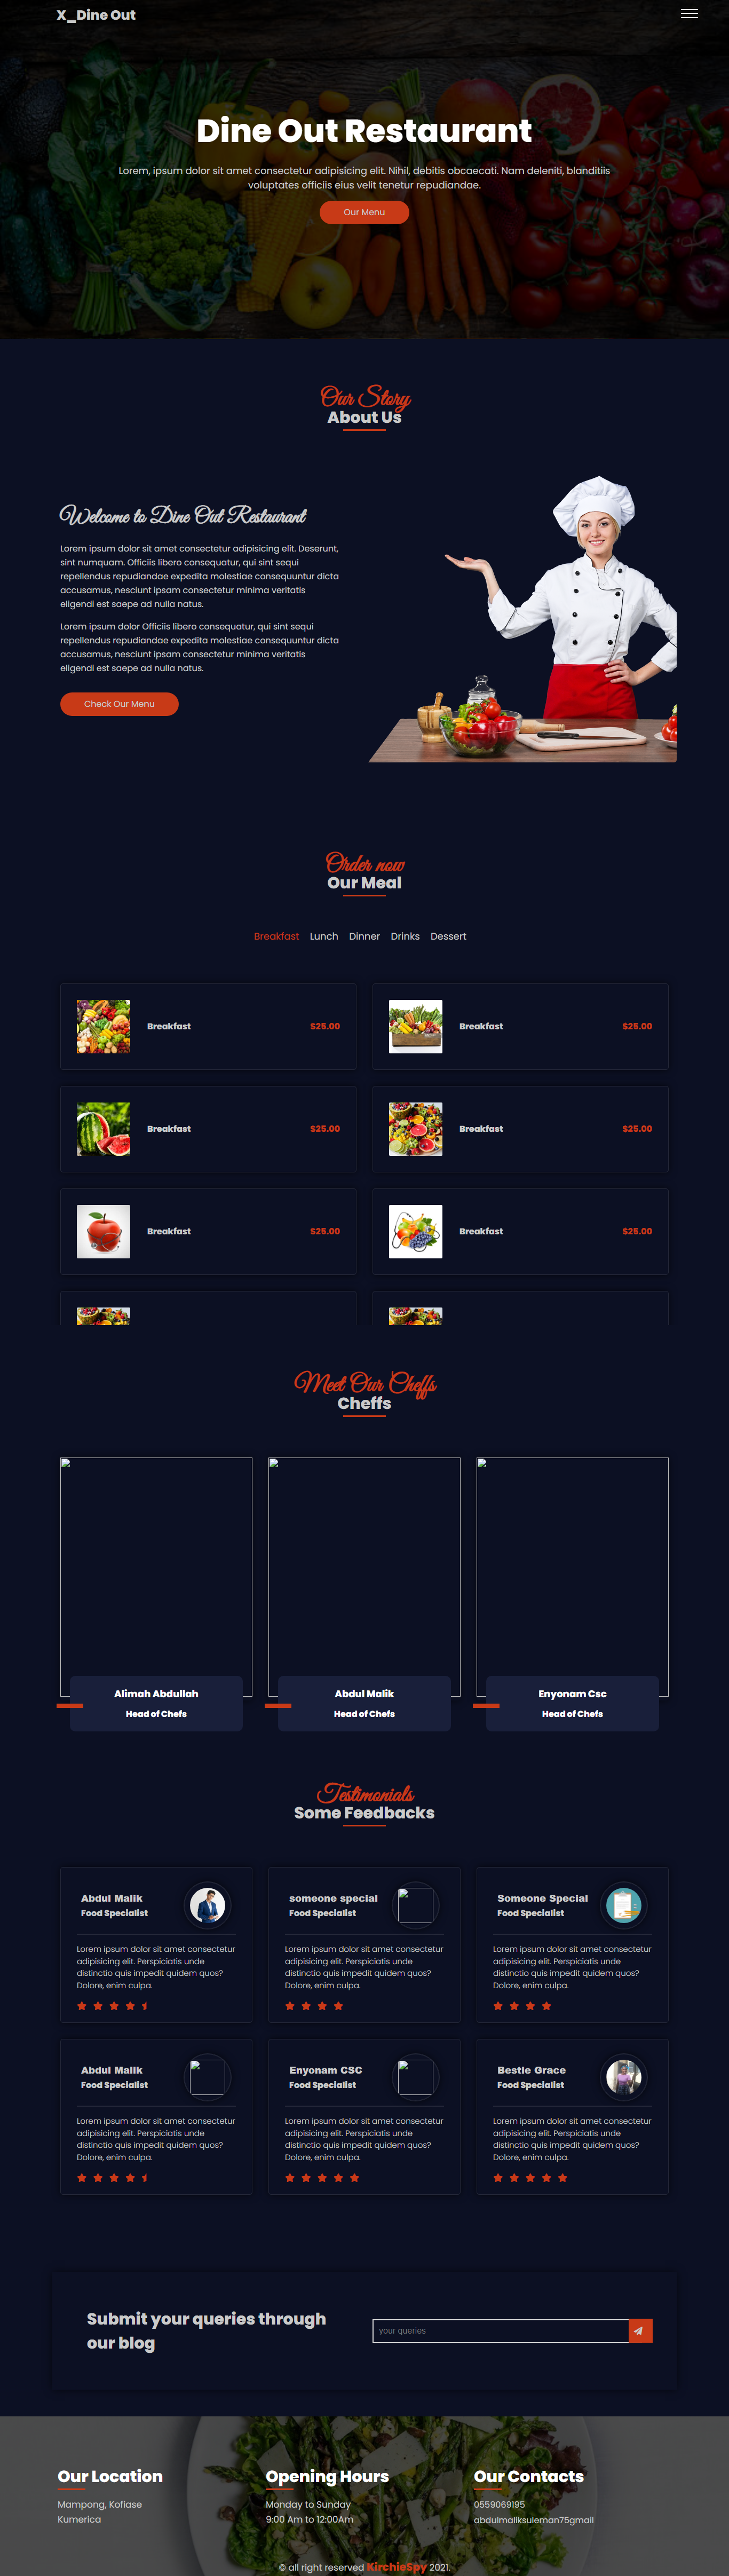 X_Dine Out
Dine Out Restaurant
Lorem, ipsum dolor sit amet consectetur adipisicing elit. Nihil, debitis obcaecati. Nam deleniti, blanditiis
voluptates officiis eius velit tenetur repudiandae.
Our Menu
Our Story
About Us
Welcome to Dine Out Restaurant
Lorem ipsum dolor sit amet consectetur adipisicing elit. Deserunt,
sint numquam. Officiis libero consequatur, qui sint sequi
repellendus repudiandae expedita molestiae consequuntur dicta
accusamus, nesciunt ipsam consectetur minima veritatis
eligendi est saepe ad nulla natus.
Lorem ipsum dolor Officiis libero consequatur, qui sint sequi
repellendus repudiandae expedita molestiae consequuntur dicta
accusamus, nesciunt ipsam consectetur minima veritatis
eligendi est saepe ad nulla natus.
Check Our Menu
Order now
Our Meal
Breakfast Lunch Dinner Drinks Dessert
Breakfast $25.00
Breakfast $25.00
Breakfast $25.00
Breakfast $25.00
Breakfast $25.00
Breakfast $25.00
Meet Our Cheffs
Cheffs
Alimah Abdullah
Head of Chefs
Abdul Malik
Head of Chefs
Enyonam Csc
Head of Chefs
Testimonials
Some Feedbacks
Abdul Malik
Food Specialist
Lorem ipsum dolor sit amet consectetur
adipisicing elit. Perspiciatis unde
distinctio quis impedit quidem quos?
Dolore, enim culpa.
someone special
Food Specialist
Lorem ipsum dolor sit amet consectetur
adipisicing elit. Perspiciatis unde
distinctio quis impedit quidem quos?
Dolore, enim culpa.
Someone Special
Food Specialist
Lorem ipsum dolor sit amet consectetur
adipisicing elit. Perspiciatis unde
distinctio quis impedit quidem quos?
Dolore, enim culpa.
Abdul Malik
Food Specialist
Lorem ipsum dolor sit amet consectetur
adipisicing elit. Perspiciatis unde
distinctio quis impedit quidem quos?
Dolore, enim culpa.
Enyonam CSC
Food Specialist
Lorem ipsum dolor sit amet consectetur
adipisicing elit. Perspiciatis unde
distinctio quis impedit quidem quos?
Dolore, enim culpa.
Bestie Grace
Food Specialist
Lorem ipsum dolor sit amet consectetur
adipisicing elit. Perspiciatis unde
distinctio quis impedit quidem quos?
Dolore, enim culpa.
Submit your queries through
our blog
your queries
Our Location
Mampong, Kofiase
Kumerica
Opening Hours
Monday to Sunday
9:00 Am to 12:00Am
Our Contacts
0559069195
abdulmaliksuleman75gmail
© all right reserved KirchieSpy 2021.